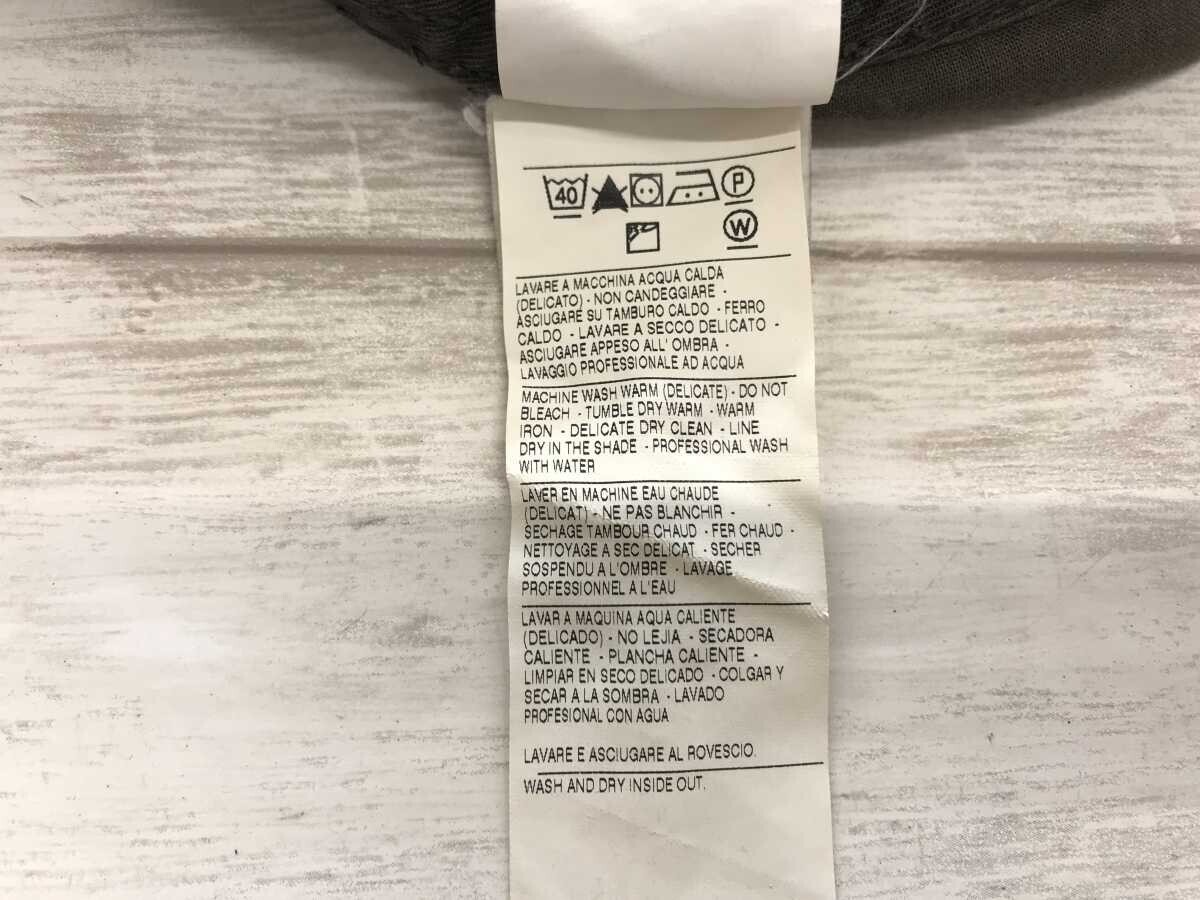 40
P
W
LAVARE A MACCHINA ACQUA CALDA
(DELICATO) - NON CANDEGGIARE -
ASCIUGARE SU TAMBURO CALDO - FERRO
CALDO - LAVARE A SECCO DELICATO -
ASCIUGARE APPESO ALL' OMBRA -
LAVAGGIO PROFESSIONALE AD ACQUA
MACHINE WASH WARM (DELICATE) - DO NOT
BLEACH - TUMBLE DRY WARM - WARM
IRON - DELICATE DRY CLEAN - LINE
DRY IN THE SHADE - PROFESSIONAL WASH
WITH WATER
LAVER EN MACHINE EAU CHAUDE
(DELICAT) - NE PAS BLANCHIR -
SECHAGE TAMBOUR CHAUD - FER CHAUD -
NETTOYAGE A SEC DELICAT - SECHER
SOSPENDU A L'OMBRE - LAVAGE
PROFESSIONNEL A L'EAU
LAVAR A MAQUINA AQUA CALIENTE
(DELICADO) - NO LEJIA - SECADORA
CALIENTE - PLANCHA CALIENTE -
LIMPIAR EN SECO DELICADO - COLGAR Y
SECAR A LA SOMBRA - LAVADO
PROFESIONAL CON AGUA
LAVARE E ASCIUGARE AL ROVESCIO.
WASH AND DRY INSIDE OUT.